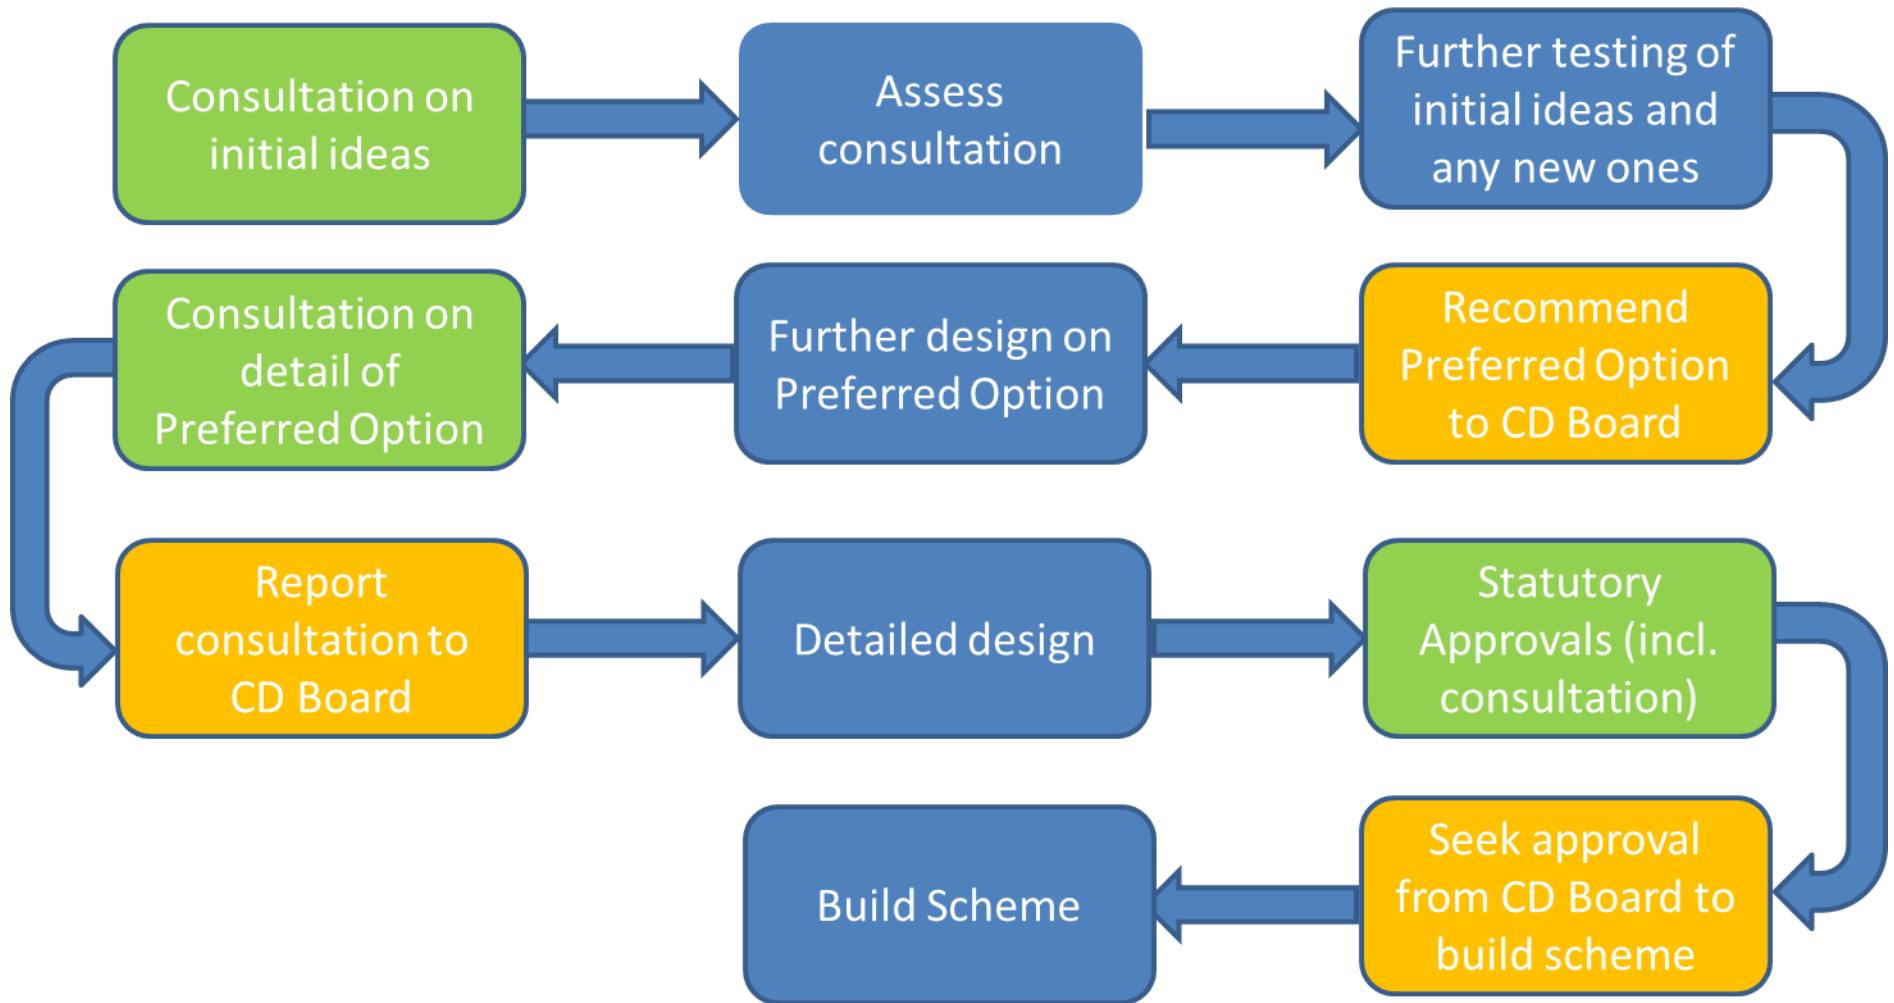 Consultation on
initial ideas
Assess
consultation
Further testing of
initial ideas and
any new ones
Recommend
Preferred Option
to CD Board
Further design on
Preferred Option
Consultation on
detail of
Preferred Option
Report
consultation to
CD Board
Detailed design
Statutory
Approvals (incl.
consultation)
Seek approval
from CD Board to
build scheme
Build Scheme